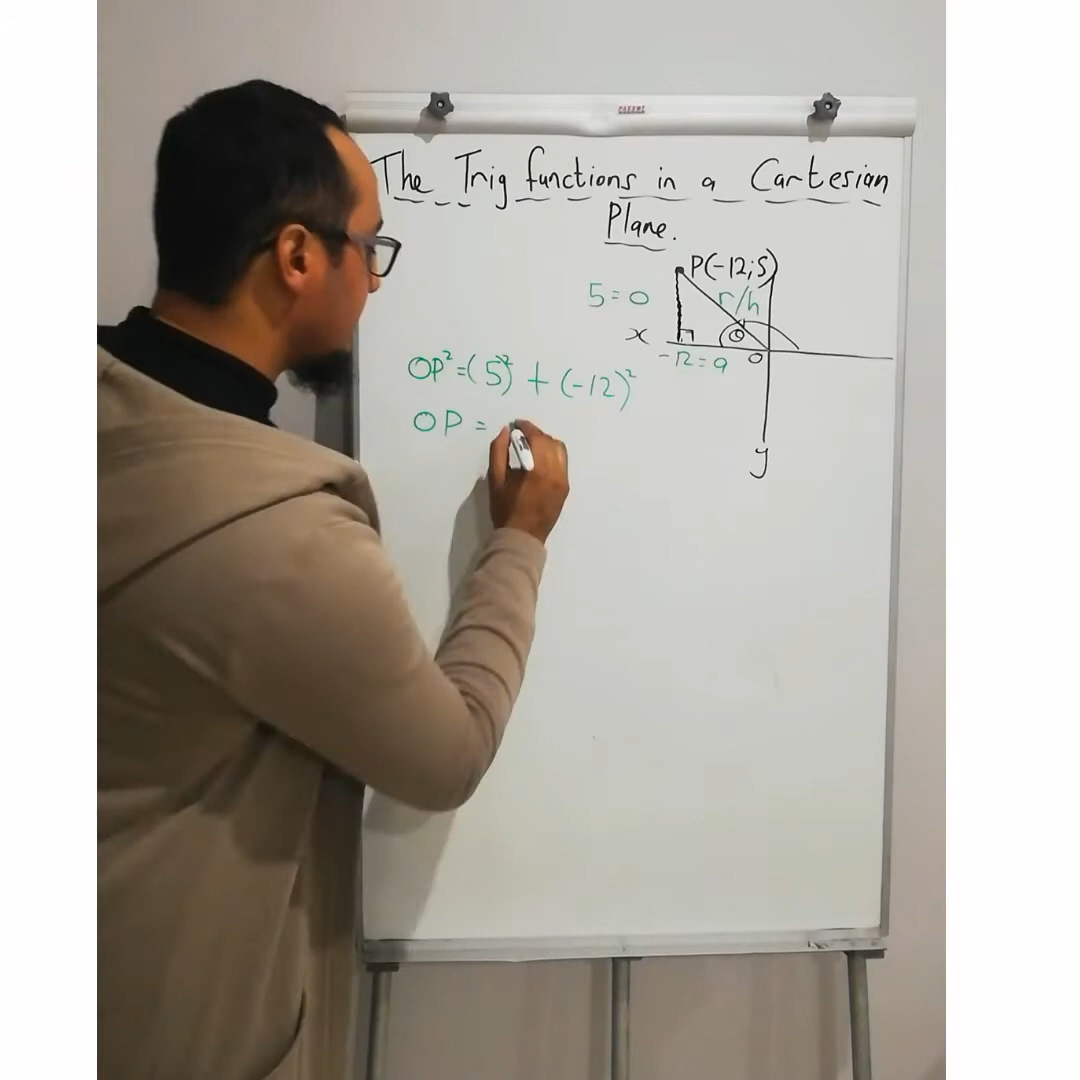 The Trig functions in a Cartesian
Plane.
P(-12;5)
5=o
r/h
x
-12=a
O
y
OP²=(5)²+(-12)²
OP=